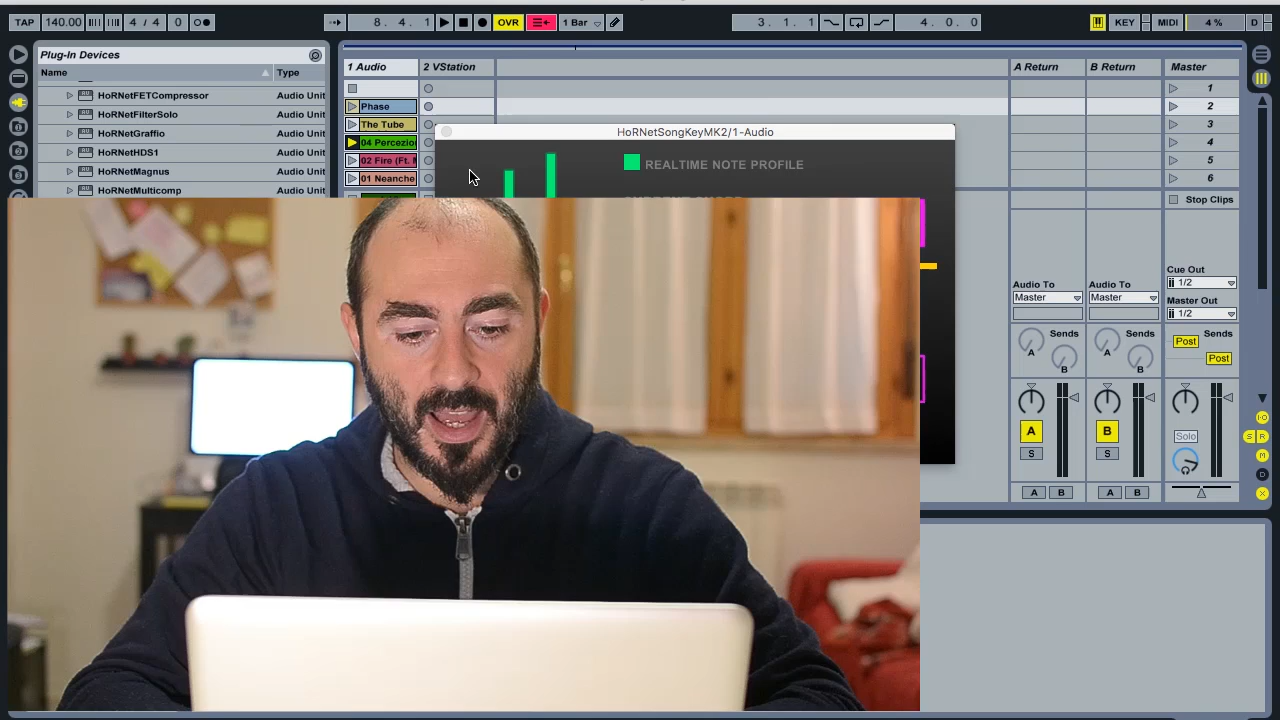 TAP 140.00 4 / 4 0 8. 4. 1 OVR 1 Bar 3. 1. 1 4. 0. 0 KEY MIDI 4 % D
Plug-In Devices
Name Type
HoRNetFETCompressor Audio Unit
HoRNetFilterSolo Audio Unit
HoRNetGraffio Audio Unit
HoRNetHDS1 Audio Unit
HoRNetMagnus Audio Unit
HoRNetMulticomp Audio Unit
1 Audio 2 VStation A Return B Return Master
Phase
The Tube
04 Percezio
02 Fire (Ft. M
01 Neanche
1
2
3
4
5
6
HoRNetSongKeyMK2/1-Audio
REALTIME NOTE PROFILE
Stop Clips
Cue Out
1/2
Audio To Audio To Master Out
Master Master 1/2
Sends Sends Sends
A A Post
B B Post
A B Solo
S S
A B A B
S R
M
D
X